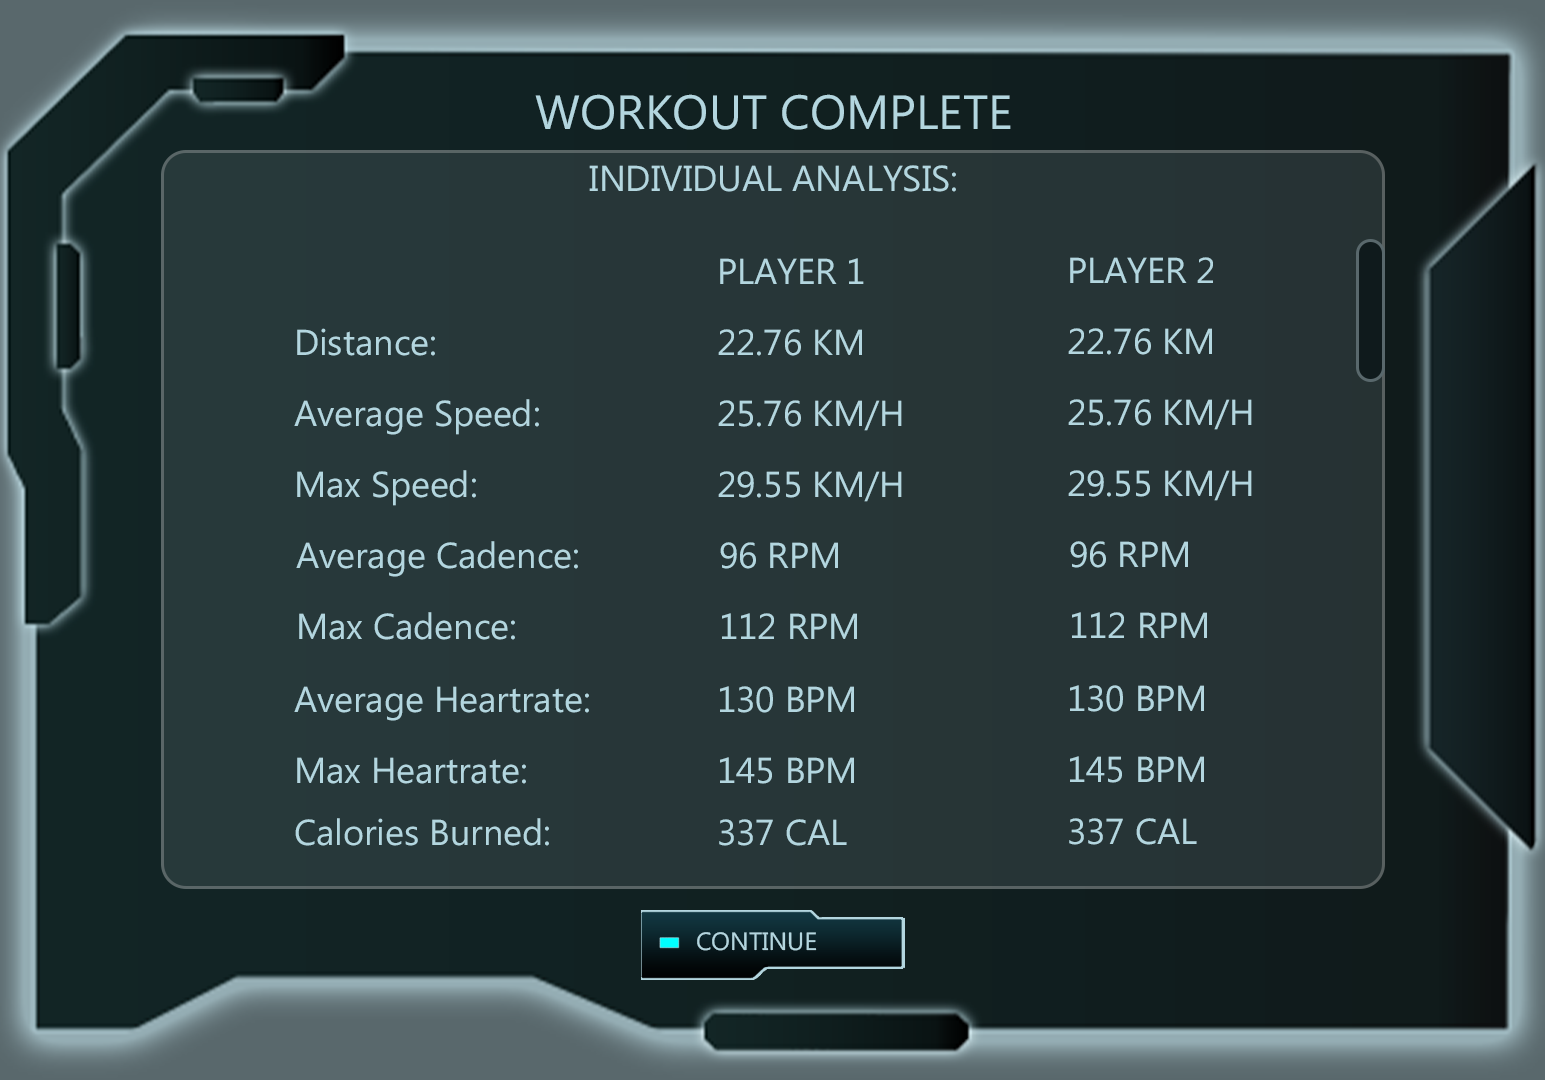 WORKOUT COMPLETE
INDIVIDUAL ANALYSIS:
PLAYER 1 PLAYER 2
Distance: 22.76 KM 22.76 KM
Average Speed: 25.76 KM/H 25.76 KM/H
Max Speed: 29.55 KM/H 29.55 KM/H
Average Cadence: 96 RPM 96 RPM
Max Cadence: 112 RPM 112 RPM
Average Heartrate: 130 BPM 130 BPM
Max Heartrate: 145 BPM 145 BPM
Calories Burned: 337 CAL 337 CAL
CONTINUE